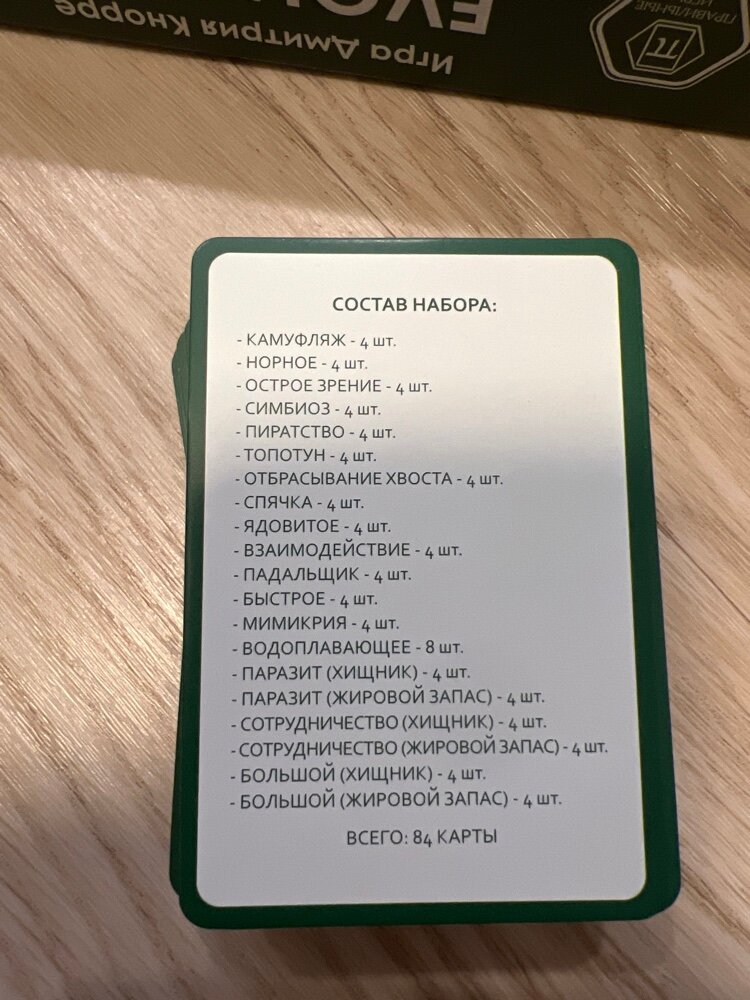 Игра Дмитрия Кнорре
ПРАВИЛЬНЫЕ
ИГРЫ
СОСТАВ НАБОРА:
- КАМУФЛЯЖ - 4 шт.
- НОРНОЕ - 4 шт.
- ОСТРОЕ ЗРЕНИЕ - 4 шт.
- СИМБИОЗ - 4 шт.
- ПИРАТСТВО - 4 шт.
- ТОПОТУН - 4 шт.
- ОТБРАСЫВАНИЕ ХВОСТА - 4 шт.
- СПЯЧКА - 4 шт.
- ЯДОВИТОЕ - 4 шт.
- ВЗАИМОДЕЙСТВИЕ - 4 шт.
- ПАДАЛЬЩИК - 4 шт.
- БЫСТРОЕ - 4 шт.
- МИМИКРИЯ - 4 шт.
- ВОДОПЛАВАЮЩЕЕ - 8 шт.
- ПАРАЗИТ (ХИЩНИК) - 4 шт.
- ПАРАЗИТ (ЖИРОВОЙ ЗАПАС) - 4 шт.
- СОТРУДНИЧЕСТВО (ХИЩНИК) - 4 шт.
- СОТРУДНИЧЕСТВО (ЖИРОВОЙ ЗАПАС) - 4 шт.
- БОЛЬШОЙ (ХИЩНИК) - 4 шт.
- БОЛЬШОЙ (ЖИРОВОЙ ЗАПАС) - 4 шт.
ВСЕГО: 84 КАРТЫ